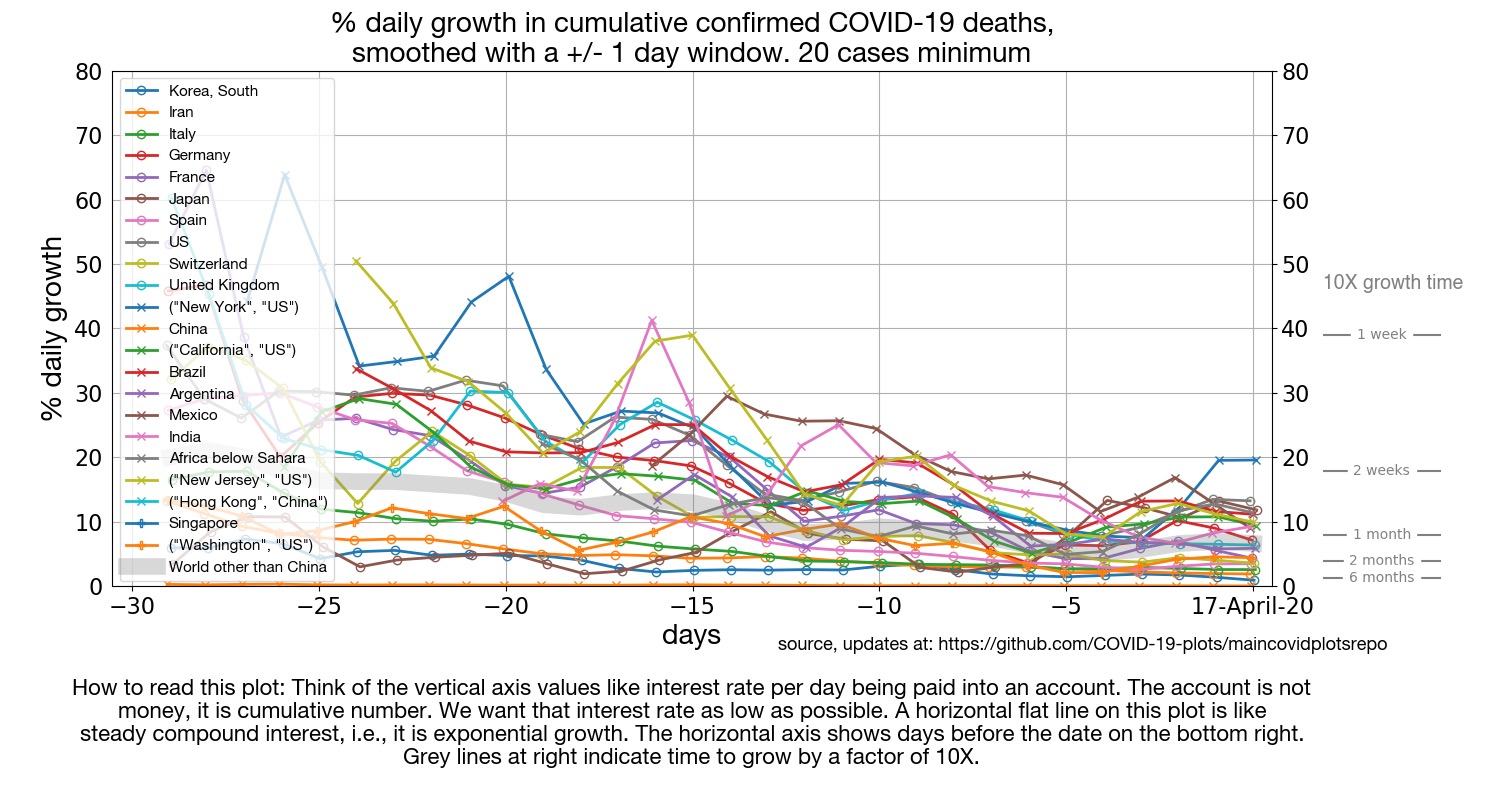 % daily growth in cumulative confirmed COVID-19 deaths,
smoothed with a +/- 1 day window. 20 cases minimum
% daily growth
80
70
60
50
40
30
20
10
0
Korea, South
Iran
Italy
Germany
France
Japan
Spain
US
Switzerland
United Kingdom
("New York", "US")
China
("California", "US")
Brazil
Argentina
Mexico
India
Africa below Sahara
("New Jersey", "US")
("Hong Kong", "China")
Singapore
("Washington", "US")
World other than China
80
70
60
50
40
30
20
10
0
10X growth time
1 week
2 weeks
1 month
2 months
6 months
−30 −25 −20 −15 −10 −5 17-April-20
days
source, updates at: https://github.com/COVID-19-plots/maincovidplotsrepo
How to read this plot: Think of the vertical axis values like interest rate per day being paid into an account. The account is not
money, it is cumulative number. We want that interest rate as low as possible. A horizontal flat line on this plot is like
steady compound interest, i.e., it is exponential growth. The horizontal axis shows days before the date on the bottom right.
Grey lines at right indicate time to grow by a factor of 10X.